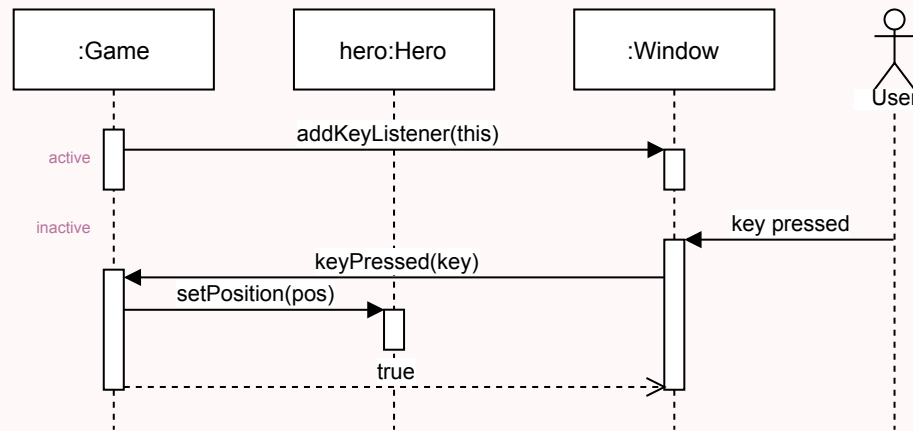 :Game
hero:Hero
:Window
User
addKeyListener(this)
active
inactive
key pressed
keyPressed(key)
setPosition(pos)
true